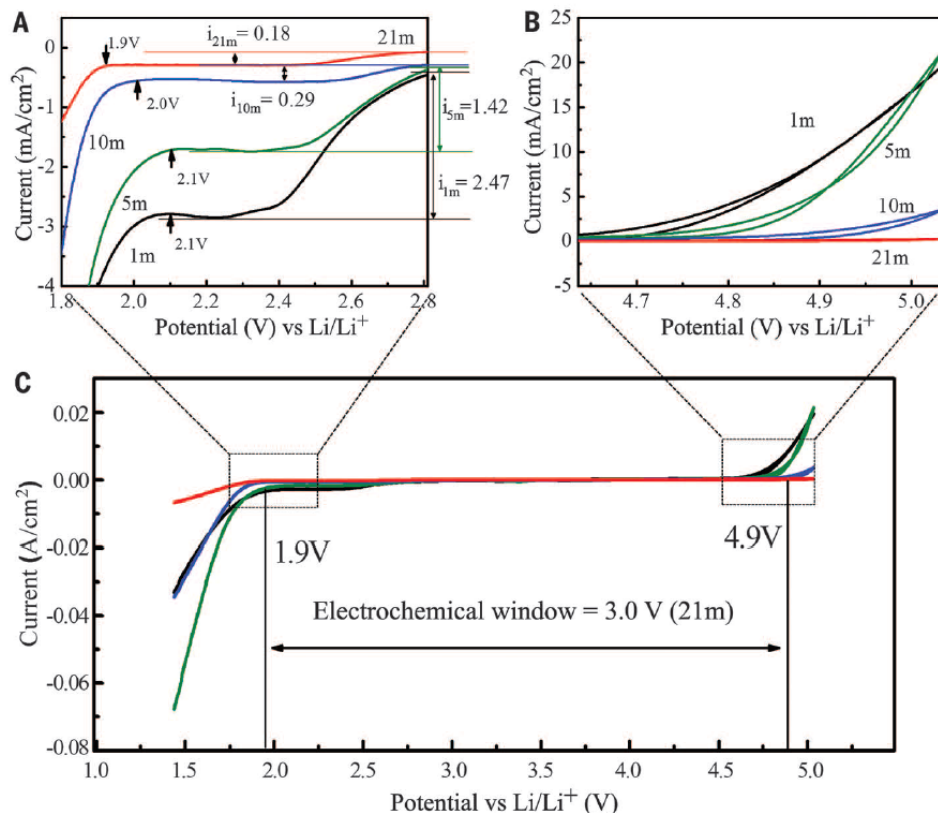 A
0
-1
-2
-3
-4
Current (mA/cm²)
1.9V
i₂₁ₘ = 0.18
21m
2.0V
i₁₀ₘ = 0.29
10m
i₅ₘ=1.42
2.1V
5m
i₁ₘ= 2.47
2.1V
1m
1.8 2.0 2.2 2.4 2.6 2.8
Potential (V) vs Li/Li⁺
B
25
20
15
10
5
0
25
Current (mA/cm²)
1m
5m
10m
21m
4.7 4.8 4.9 5.0
Potential (V) vs Li/Li⁺
C
0.02
0.00
-0.02
-0.04
-0.06
-0.08
Current (A/cm²)
1.9V
4.9V
Electrochemical window = 3.0 V (21m)
1.0 1.5 2.0 2.5 3.0 3.5 4.0 4.5 5.0
Potential vs Li/Li⁺ (V)